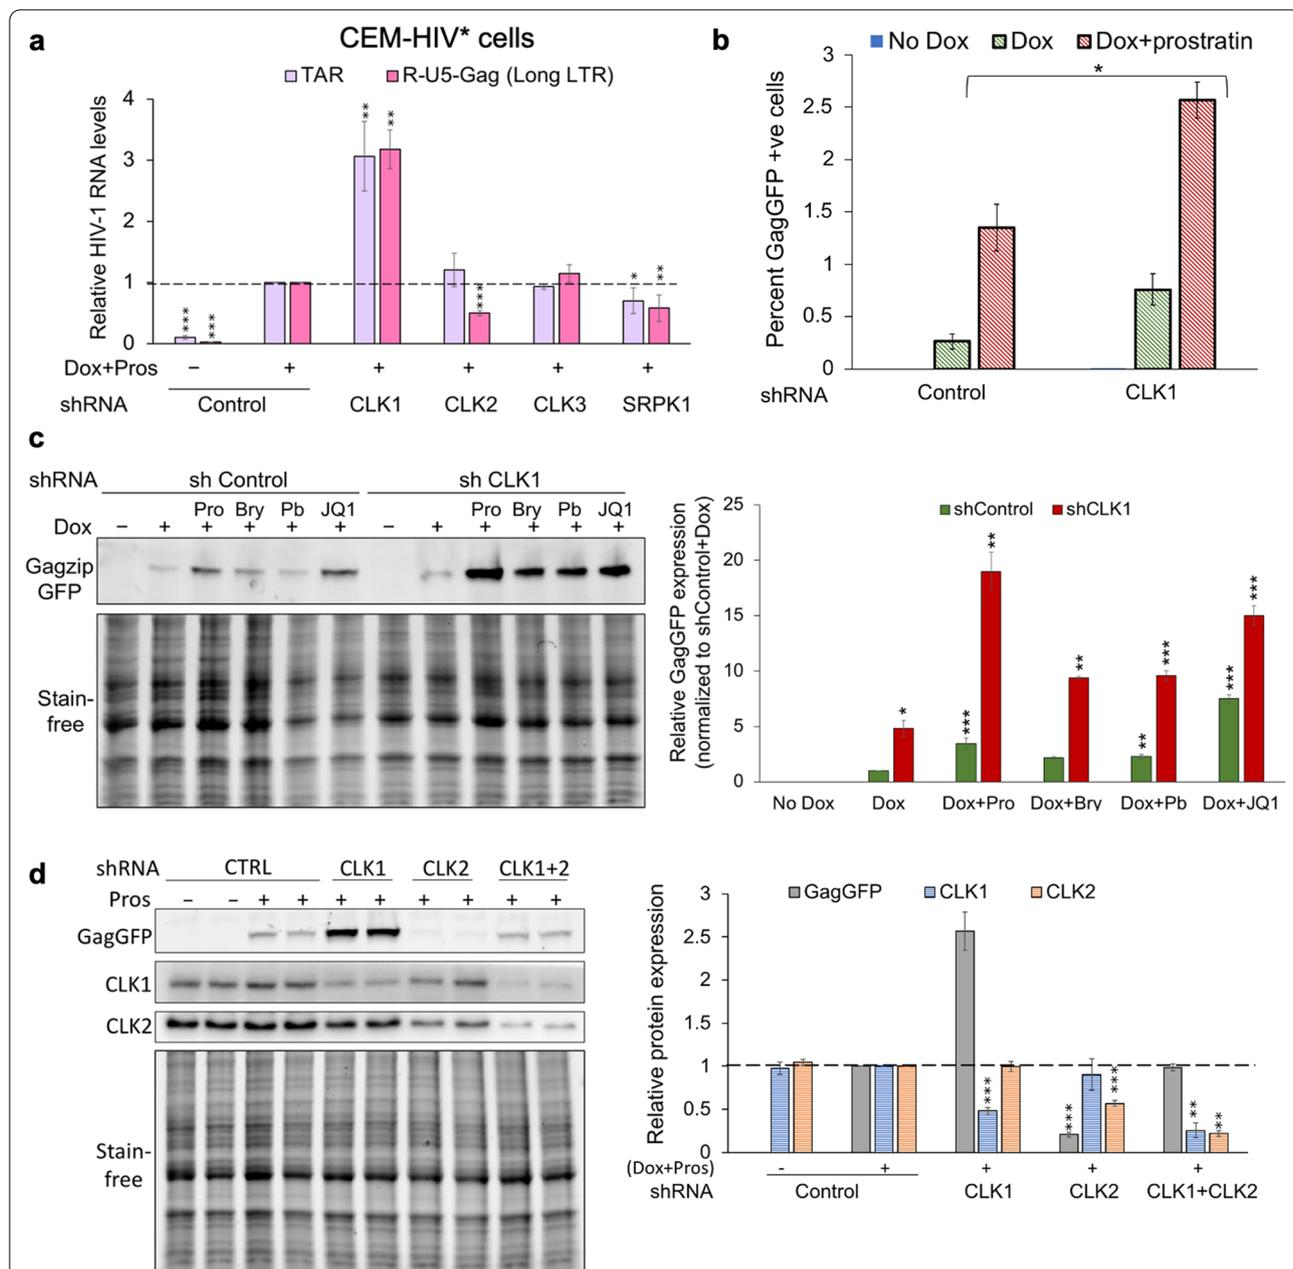 a
CEM-HIV* cells
TAR R-U5-Gag (Long LTR)
Relative HIV-1 RNA levels
4
3
2
1
0
*** *** ** ** *** * **
Dox+Pros − + + + + +
shRNA Control CLK1 CLK2 CLK3 SRPK1
b
No Dox Dox Dox+prostratin
Percent GagGFP +ve cells
3
2.5
2
1.5
1
0.5
0
*
shRNA Control CLK1
c
shRNA sh Control sh CLK1
Pro Bry Pb JQ1 Pro Bry Pb JQ1
Dox − + + + + + − + + + + +
Gagzip
GFP
Stain-
free
Relative GagGFP expression
(normalized to shControl+Dox)
shControl shCLK1
25
20
15
10
5
0
* *** ** ** ** *** *** ***
No Dox Dox Dox+Pro Dox+Bry Dox+Pb Dox+JQ1
d
shRNA CTRL CLK1 CLK2 CLK1+2
Pros − − + + + + + + + +
GagGFP
CLK1
CLK2
Stain-
free
Relative protein expression
GagGFP CLK1 CLK2
3
2.5
2
1.5
1
0.5
0
*** *** *** ** **
(Dox+Pros) - + + + +
shRNA Control CLK1 CLK2 CLK1+CLK2